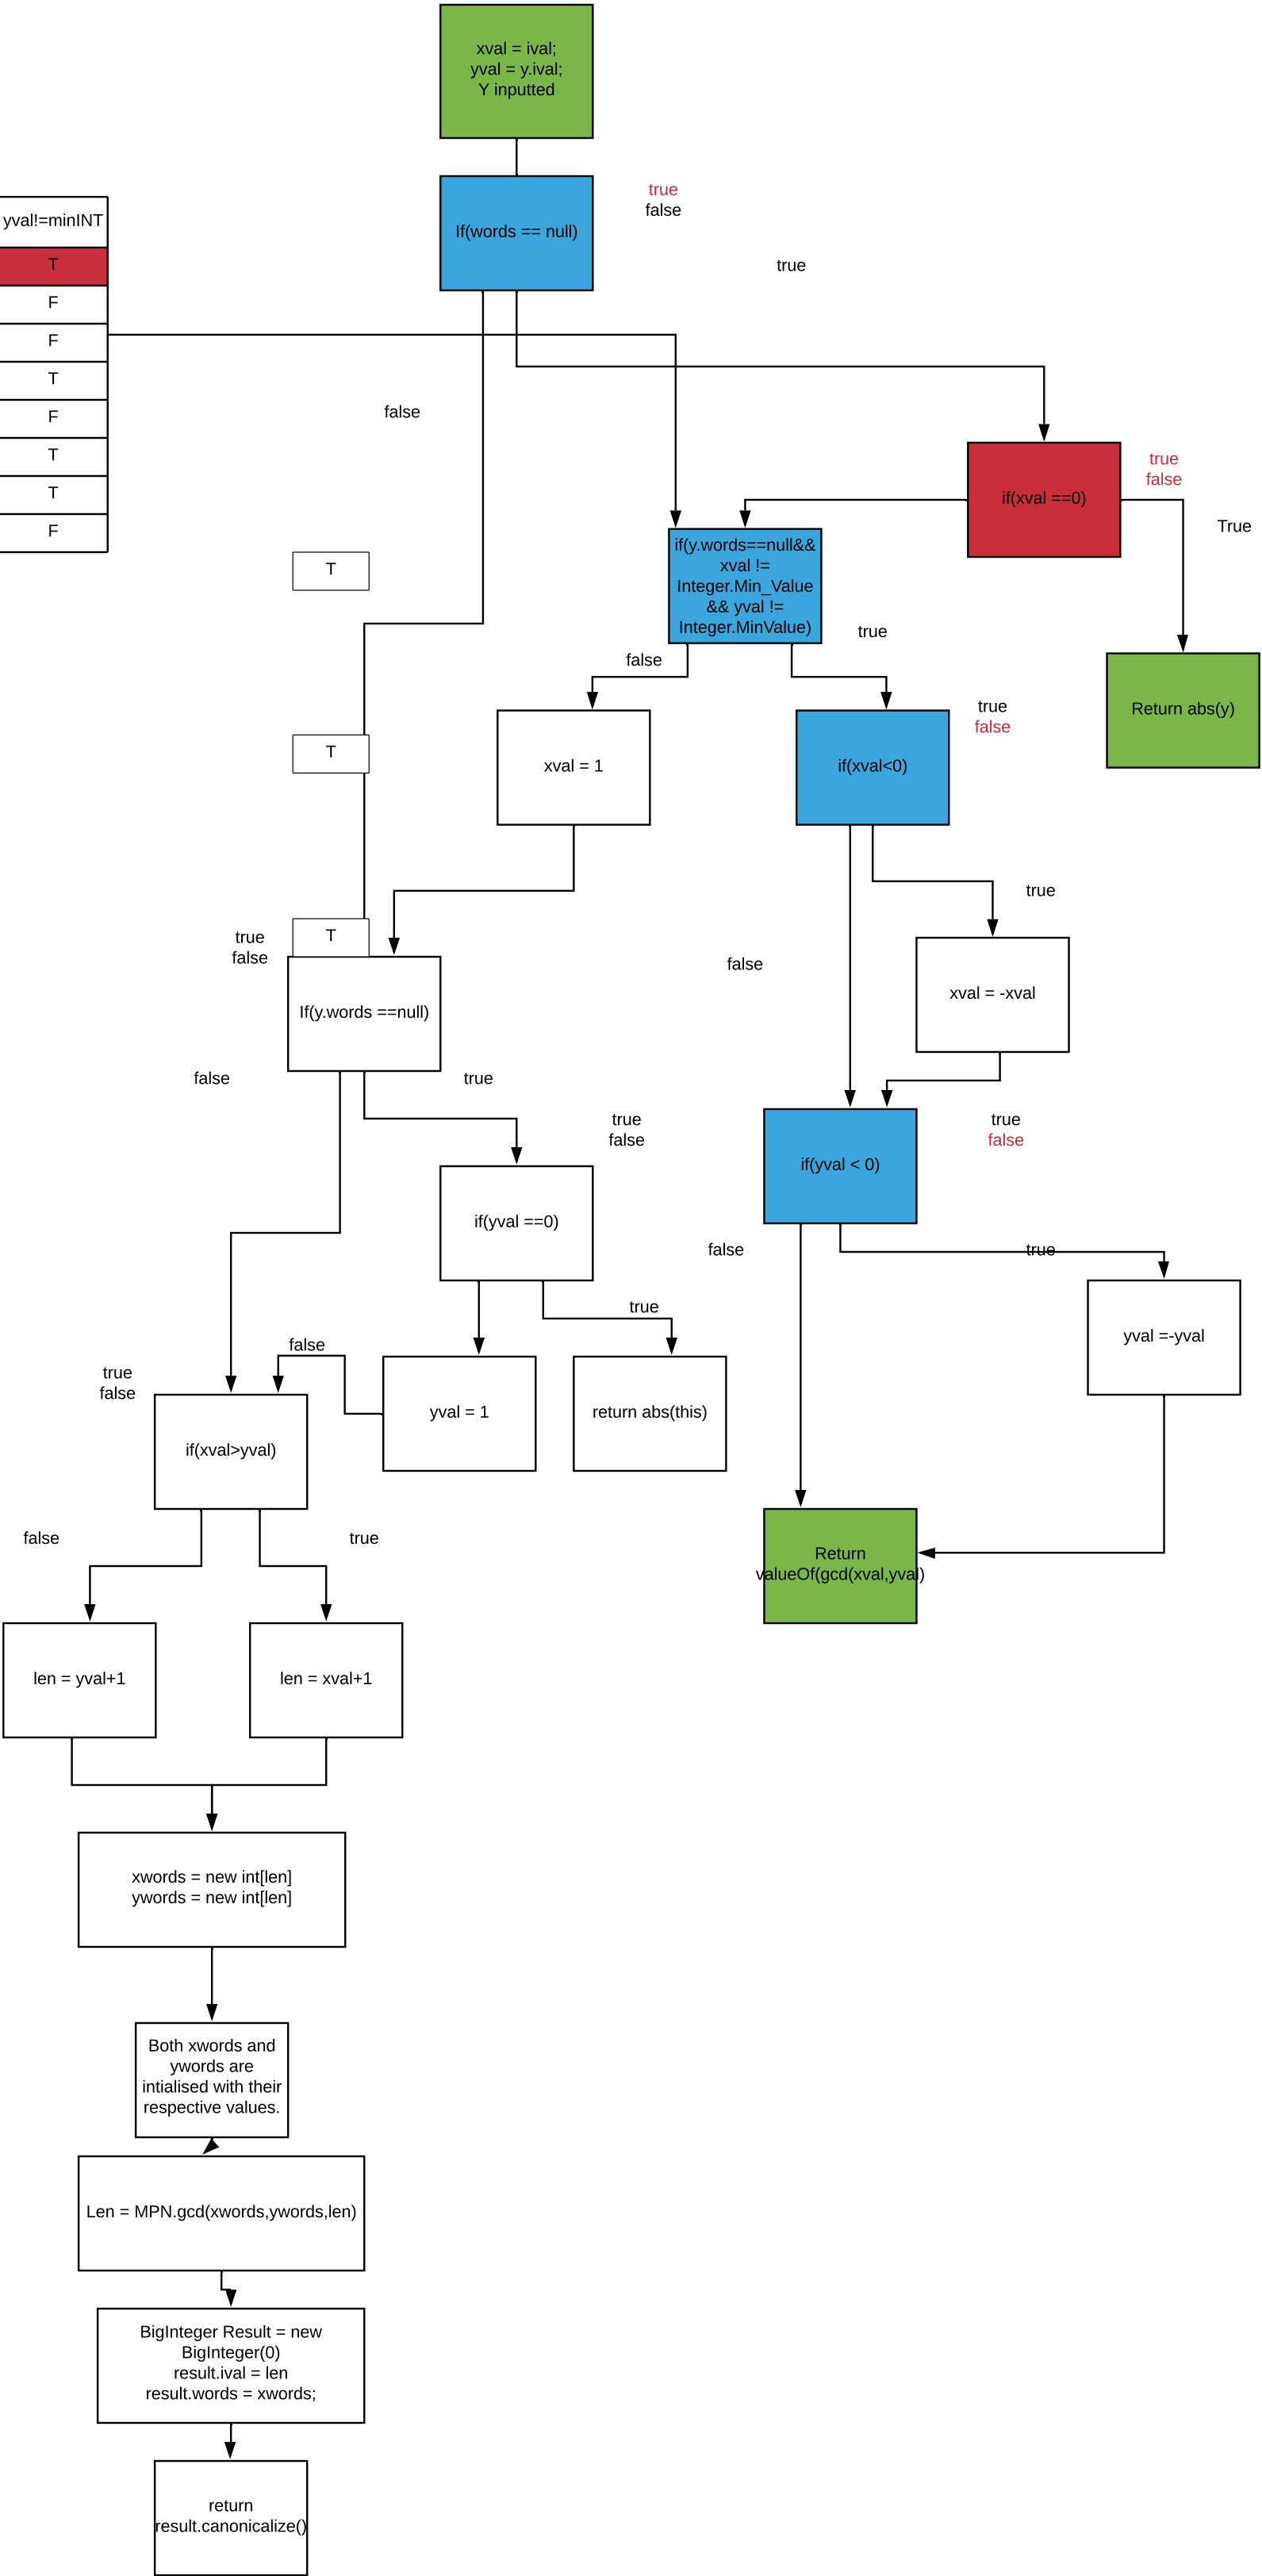 xval = ival;
yval = y.ival;
Y inputted
If(words == null)
true
false
true
yval!=minINT
T
F
F
T
F
T
T
F
false
if(xval ==0)
true
false
True
if(y.words==null&&
xval !=
Integer.Min_Value
&& yval !=
Integer.MinValue)
T
true
false
Return abs(y)
xval = 1
if(xval<0)
true
false
T
true
T
true
false
false
xval = -xval
If(y.words ==null)
false
true
true
false
true
false
if(yval < 0)
if(yval ==0)
false
true
true
false
yval =-yval
true
false
yval = 1
return abs(this)
if(xval>yval)
false
true
Return
valueOf(gcd(xval,yval)
len = yval+1
len = xval+1
xwords = new int[len]
ywords = new int[len]
Both xwords and
ywords are
intialised with their
respective values.
Len = MPN.gcd(xwords,ywords,len)
BigInteger Result = new
BigInteger(0)
result.ival = len
result.words = xwords;
return
result.canonicalize()